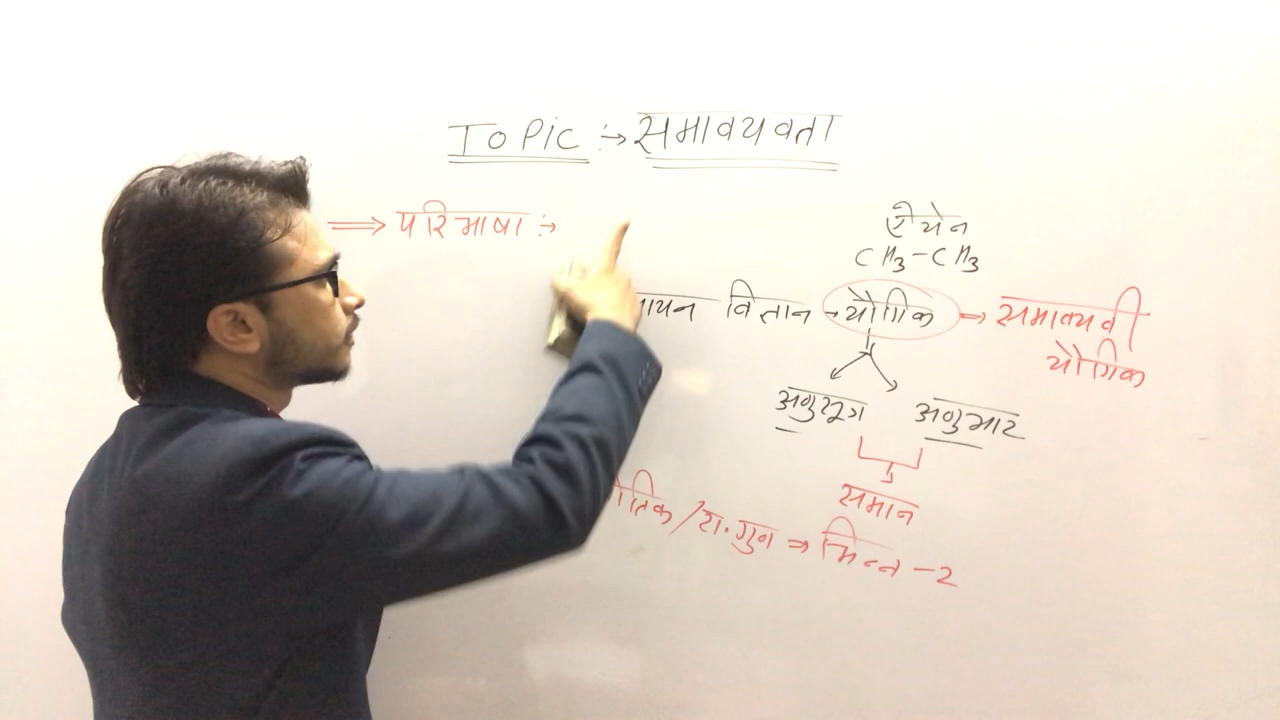 TOPIC :→ समावयवता
⇒ परिभाषा :→
ऐथेन
CH3-CH3
विज्ञान → यौगिक ⇒ समावयवी
यौगिक
अणुसूत्र अणुभार
समान
/रा.गुण ⇒ भिन्न-2